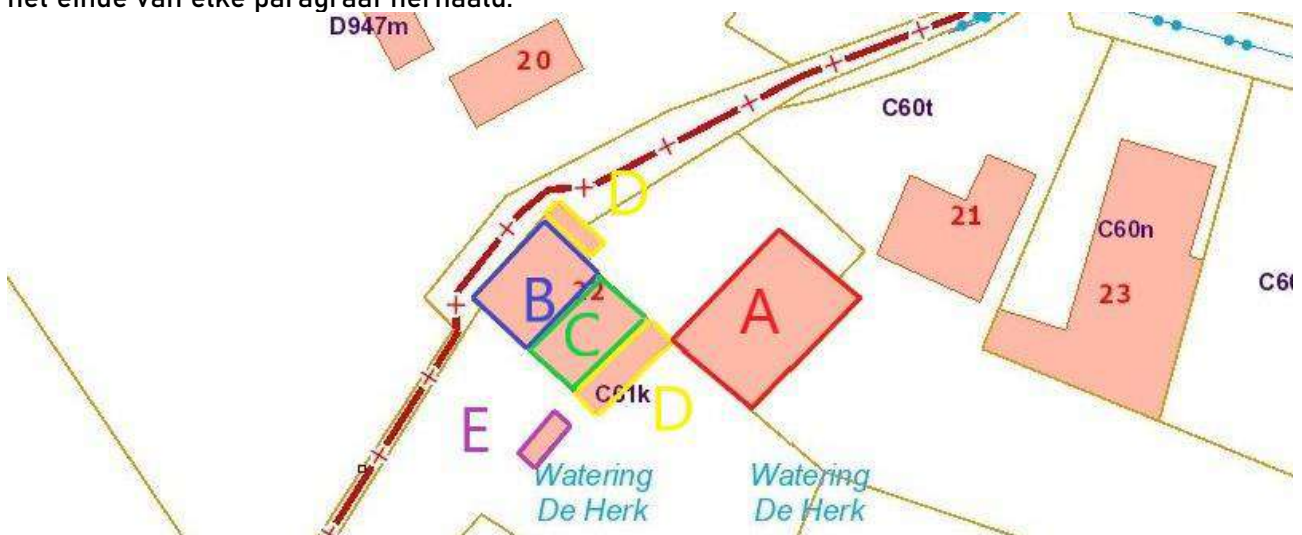 het einde van elke paragraaf herhaald.
D947m
20
C60t
D
21
C60n
B
22
A
23
C60
C
C61k
D
E
Watering
De Herk
Watering
De Herk